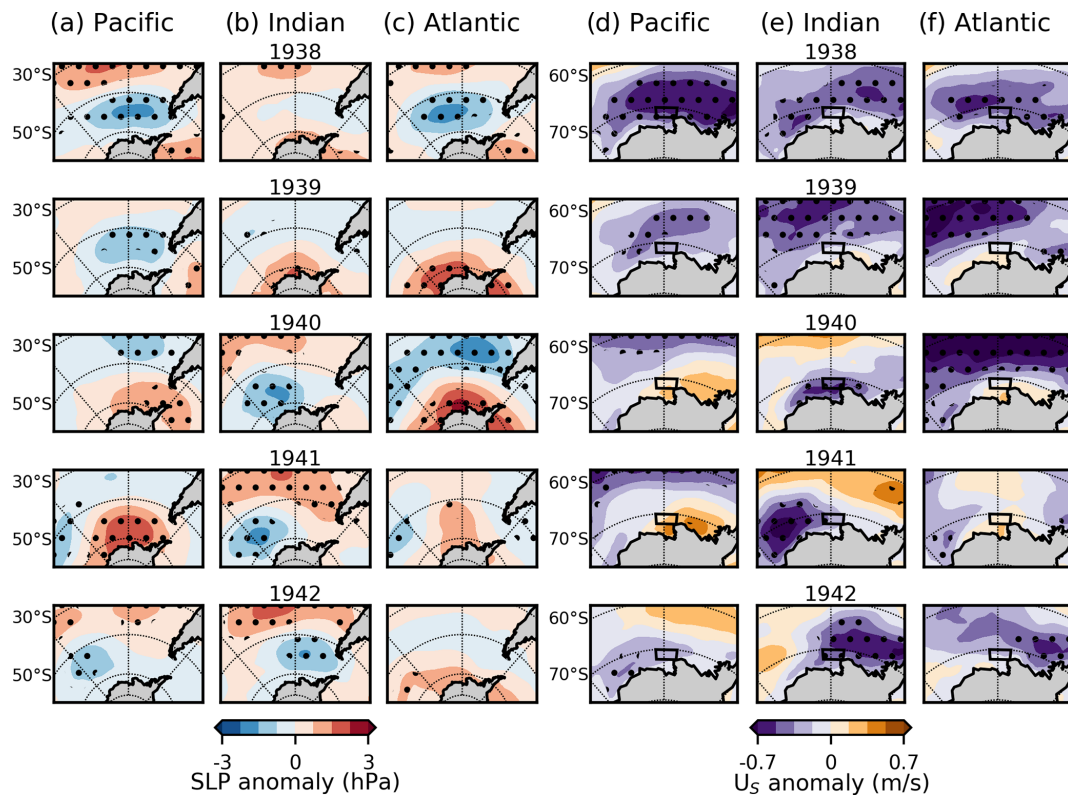 (a) Pacific (b) Indian (c) Atlantic (d) Pacific (e) Indian (f) Atlantic
1938 1938
30°S 60°S
50°S 70°S
1939 1939
30°S 60°S
50°S 70°S
1940 1940
30°S 60°S
50°S 70°S
1941 1941
30°S 60°S
50°S 70°S
1942 1942
30°S 60°S
50°S 70°S
-3 0 3 -0.7 0 0.7
SLP anomaly (hPa) U_S anomaly (m/s)